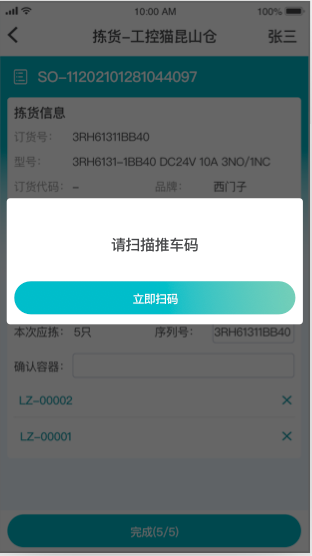 10:00 AM
100%
拣货-工控猫昆山仓
张三
SO-11202101281044097
拣货信息
订货号： 3RH61311BB40
型号： 3RH6131-1BB40 DC24V 10A 3NO/1NC
订货代码： - 品牌： 西门子
请扫描推车码
立即扫码
本次应拣： 5只 序列号： 3RH61311BB40
确认容器：
LZ-00002 ×
LZ-00001 ×
完成(5/5)